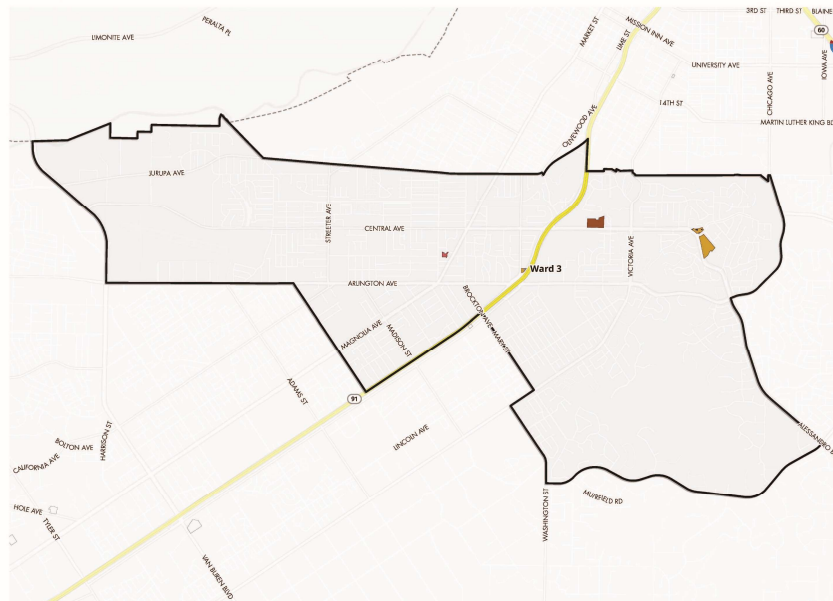 3RD ST
THIRD ST
BLAINE
PERALTA PL
LIMONITE AVE
MARKET ST
MISSION INN AVE
LIME ST
60
UNIVERSITY AVE
IOWA AVE
CHICAGO AVE
14TH ST
OLIVEWOOD AVE
MARTIN LUTHER KING BL
JURUPA AVE
STREETER AVE
CENTRAL AVE
VICTORIA AVE
Ward 3
ARLINGTON AVE
BROCKTON AVE
MAGNOLIA AVE
MADISON ST
ADAMS ST
91
LINCOLN AVE
HARRISON ST
BOLTON AVE
CALIFORNIA AVE
ALESSANDRO B
MUIRFIELD RD
WASHINGTON ST
HOLE AVE
TYLER ST
VAN BUREN BLVD